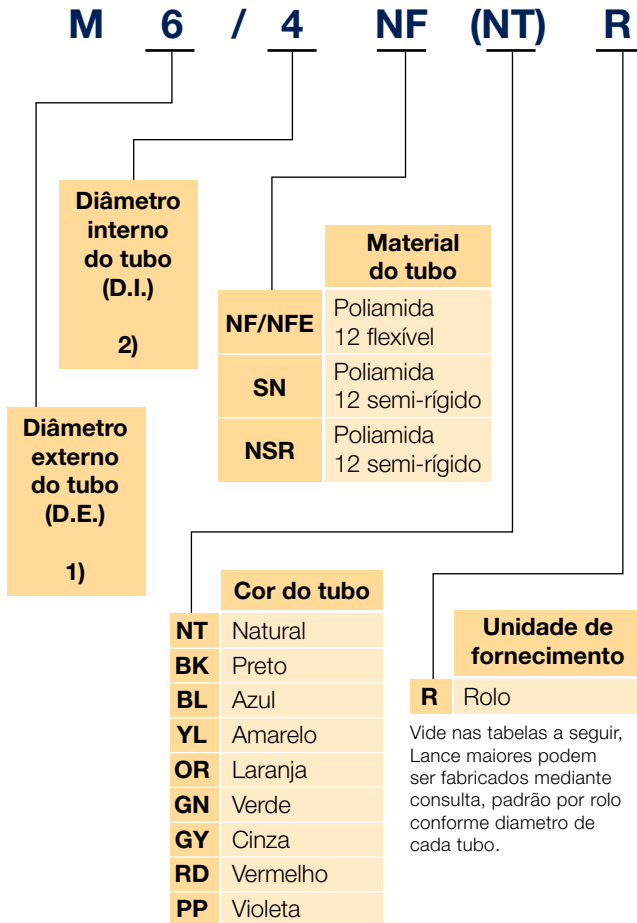 M 6 / 4 NF (NT) R
Diâmetro
interno
do tubo
(D.I.)
2)
Material
do tubo
NF/NFE
Poliamida
12 flexível
SN
Poliamida
12 semi-rígido
NSR
Poliamida
12 semi-rígido
Diâmetro
externo
do tubo
(D.E.)
1)
Cor do tubo
NT Natural
BK Preto
BL Azul
YL Amarelo
OR Laranja
GN Verde
GY Cinza
RD Vermelho
PP Violeta
Unidade de
fornecimento
R Rolo
Vide nas tabelas a seguir,
Lance maiores podem
ser fabricados mediante
consulta, padrão por rolo
conforme diametro de
cada tubo.